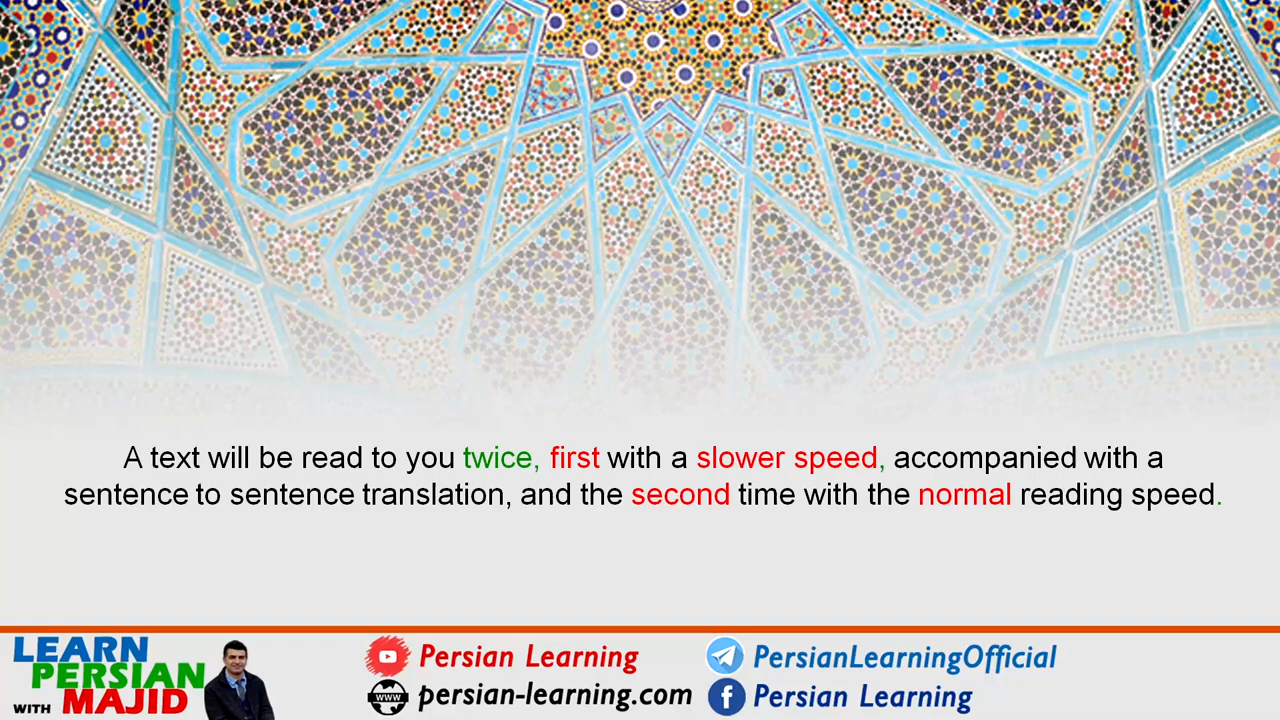 A text will be read to you twice, first with a slower speed, accompanied with a
sentence to sentence translation, and the second time with the normal reading speed.
LEARN
PERSIAN
WITH MAJID
Persian Learning
WWW persian-learning.com
PersianLearningOfficial
Persian Learning